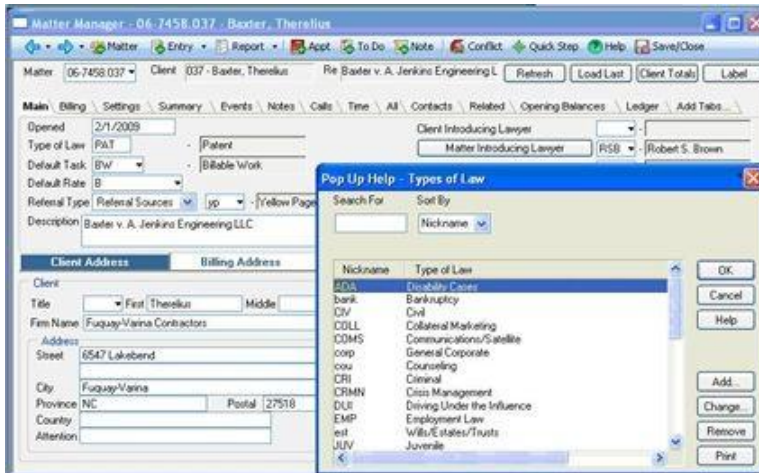 Matter Manager - 06-7458.037 - Baxter, Therelius
Matter Entry Report Appt To Do Note Conflict Quick Step Help Save/Close
Matter 06-7458.037 Client 037 - Baxter, Therelius Re Baxter v. A. Jenkins Engineering L Refresh Load Last Client Totals Label
Main Billing Settings Summary Events Notes Calls Time All Contacts Related Opening Balances Ledger Add Tabs...
Opened 2/1/2009 Client Introducing Lawyer -
Type of Law PAT - Patent Matter Introducing Lawyer RSB - Robert S. Brown
Default Task BW - Billable Work
Default Rate B
Referral Type Referral Sources yp - Yellow Page
Description Baxter v. A. Jenkins Engineering LLC
Client Address Billing Address
Client
Title First Therelius Middle
Firm Name Fuquay-Varina Contractors
Address
Street 6547 Lakebend
City Fuquay-Varina
Province NC Postal 27518
Country
Attention
Pop Up Help - Types of Law
Search For Sort By
Nickname
Nickname Type of Law
ADA Disability Cases
bank Bankruptcy
CIV Civil
COLL Collateral Marketing
COMS Communications/Satellite
corp General Corporate
cou Counseling
CRI Criminal
CRMN Crisis Management
DUI Driving Under the Influence
EMP Employment Law
est Wills/Estates/Trusts
JUV Juvenile
OK
Cancel
Help
Add...
Change...
Remove
Print